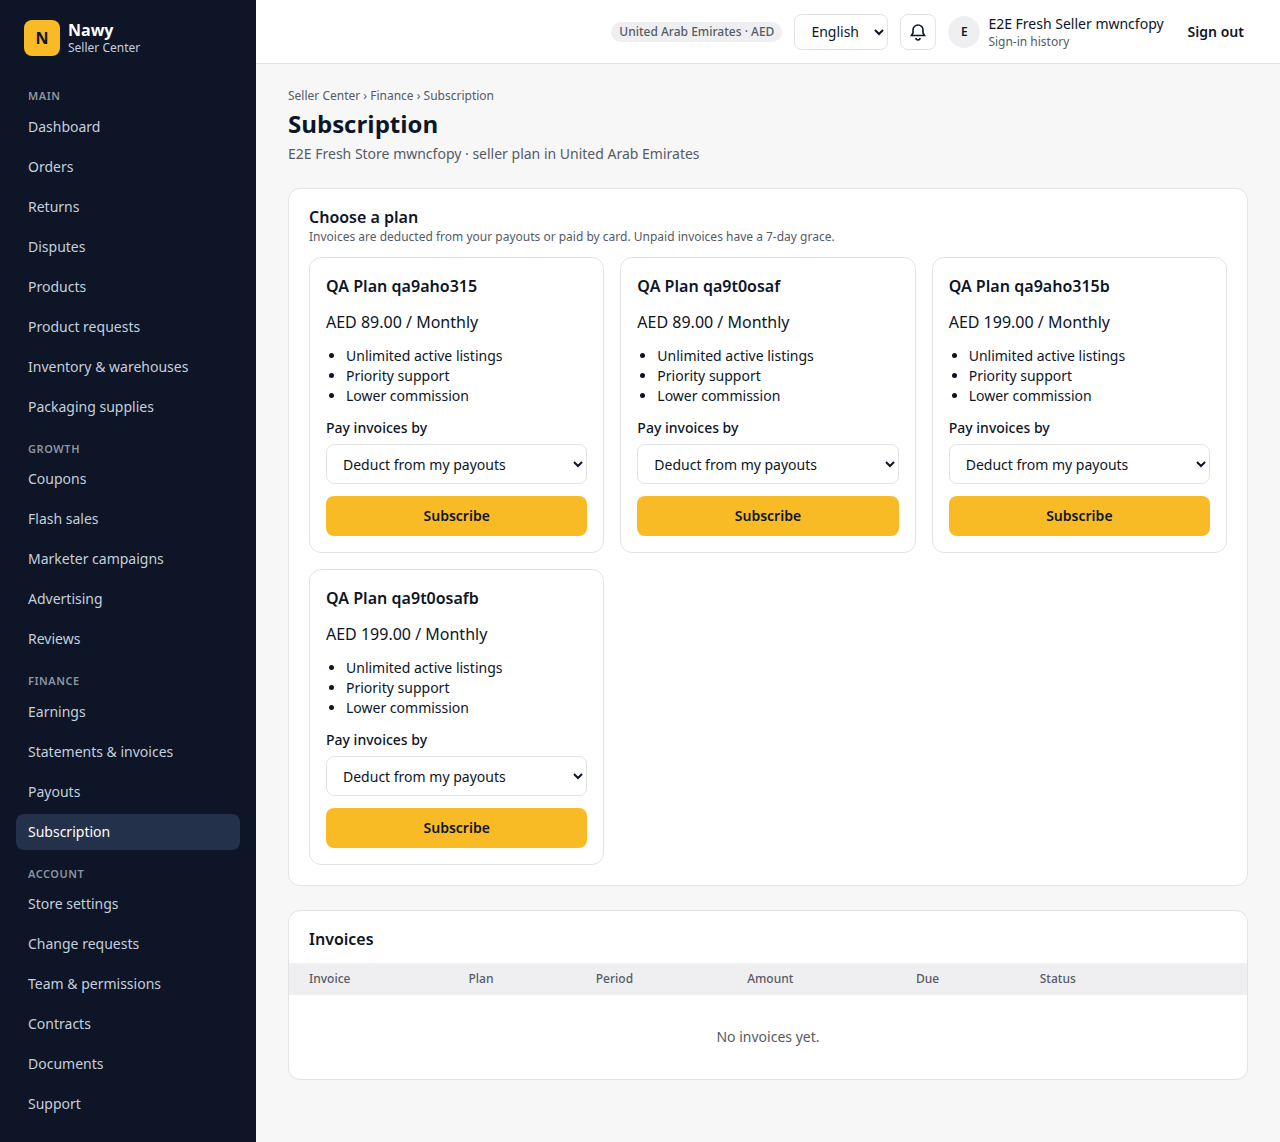 N
Nawy
Seller Center
MAIN
Dashboard
Orders
Returns
Disputes
Products
Product requests
Inventory & warehouses
Packaging supplies
GROWTH
Coupons
Flash sales
Marketer campaigns
Advertising
Reviews
FINANCE
Earnings
Statements & invoices
Payouts
Subscription
ACCOUNT
Store settings
Change requests
Team & permissions
Contracts
Documents
Support
United Arab Emirates · AED
English
E
E2E Fresh Seller mwncfopy
Sign-in history
Sign out
Seller Center › Finance › Subscription
Subscription
E2E Fresh Store mwncfopy · seller plan in United Arab Emirates
Choose a plan
Invoices are deducted from your payouts or paid by card. Unpaid invoices have a 7-day grace.
QA Plan qa9aho315
AED 89.00 / Monthly
Unlimited active listings
Priority support
Lower commission
Pay invoices by
Deduct from my payouts
Subscribe
QA Plan qa9t0osaf
AED 89.00 / Monthly
Unlimited active listings
Priority support
Lower commission
Pay invoices by
Deduct from my payouts
Subscribe
QA Plan qa9aho315b
AED 199.00 / Monthly
Unlimited active listings
Priority support
Lower commission
Pay invoices by
Deduct from my payouts
Subscribe
QA Plan qa9t0osafb
AED 199.00 / Monthly
Unlimited active listings
Priority support
Lower commission
Pay invoices by
Deduct from my payouts
Subscribe
Invoices
Invoice Plan Period Amount Due Status
No invoices yet.